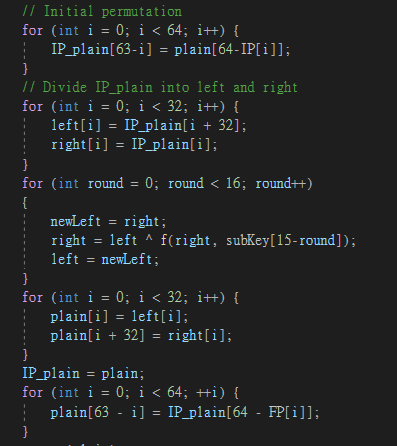 // Initial permutation
for (int i = 0; i < 64; i++) {
    IP_plain[63-i] = plain[64-IP[i]];
}
// Divide IP_plain into left and right
for (int i = 0; i < 32; i++) {
    left[i] = IP_plain[i + 32];
    right[i] = IP_plain[i];
}
for (int round = 0; round < 16; round++)
{
    newLeft = right;
    right = left ^ f(right, subKey[15-round]);
    left = newLeft;
}
for (int i = 0; i < 32; i++) {
    plain[i] = left[i];
    plain[i + 32] = right[i];
}
IP_plain = plain;
for (int i = 0; i < 64; ++i) {
    plain[63 - i] = IP_plain[64 - FP[i]];
}